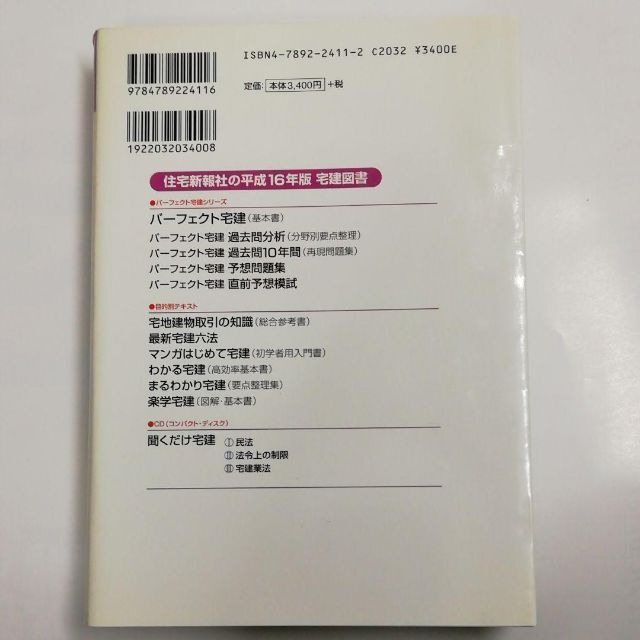 ISBN4-7892-2411-2 C2032 ¥3400E
9784789224116
定価:本体3,400円+税
1922032034008
住宅新報社の平成16年版 宅建図書
●パーフェクト宅建シリーズ
パーフェクト宅建(基本書)
パーフェクト宅建 過去問分析(分野別要点整理)
パーフェクト宅建 過去問10年間(再現問題集)
パーフェクト宅建 予想問題集
パーフェクト宅建 直前予想模試
●目的別テキスト
宅地建物取引の知識(総合参考書)
最新宅建六法
マンガはじめて宅建(初学者用入門書)
わかる宅建(高効率基本書)
まるわかり宅建(要点整理集)
楽学宅建(図解・基本書)
●CD(コンパクト・ディスク)
聞くだけ宅建 Ⅰ 民法
Ⅱ 法令上の制限
Ⅲ 宅建業法